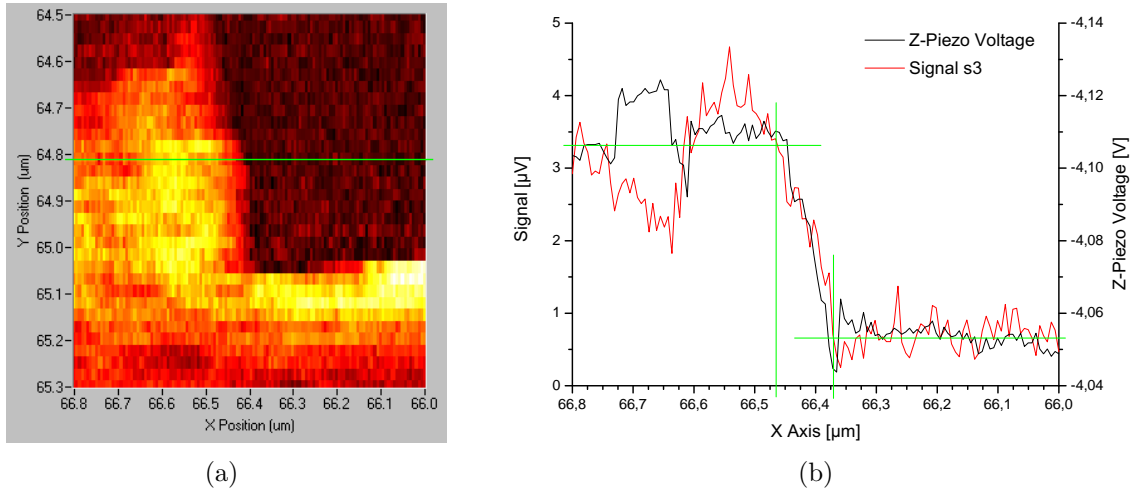 64.5
64.6
64.7
64.8
64.9
65.0
65.1
65.2
65.3
Y Position (um)
66.8 66.7 66.6 66.5 66.4 66.3 66.2 66.1 66.0
X Position (um)
(a)
5
4
3
2
1
0
Signal [µV]
Z-Piezo Voltage
Signal s3
-4,14
-4,12
-4,10
-4,08
-4,06
-4,04
Z-Piezo Voltage [V]
66,8 66,7 66,6 66,5 66,4 66,3 66,2 66,1 66,0
X Axis [µm]
(b)